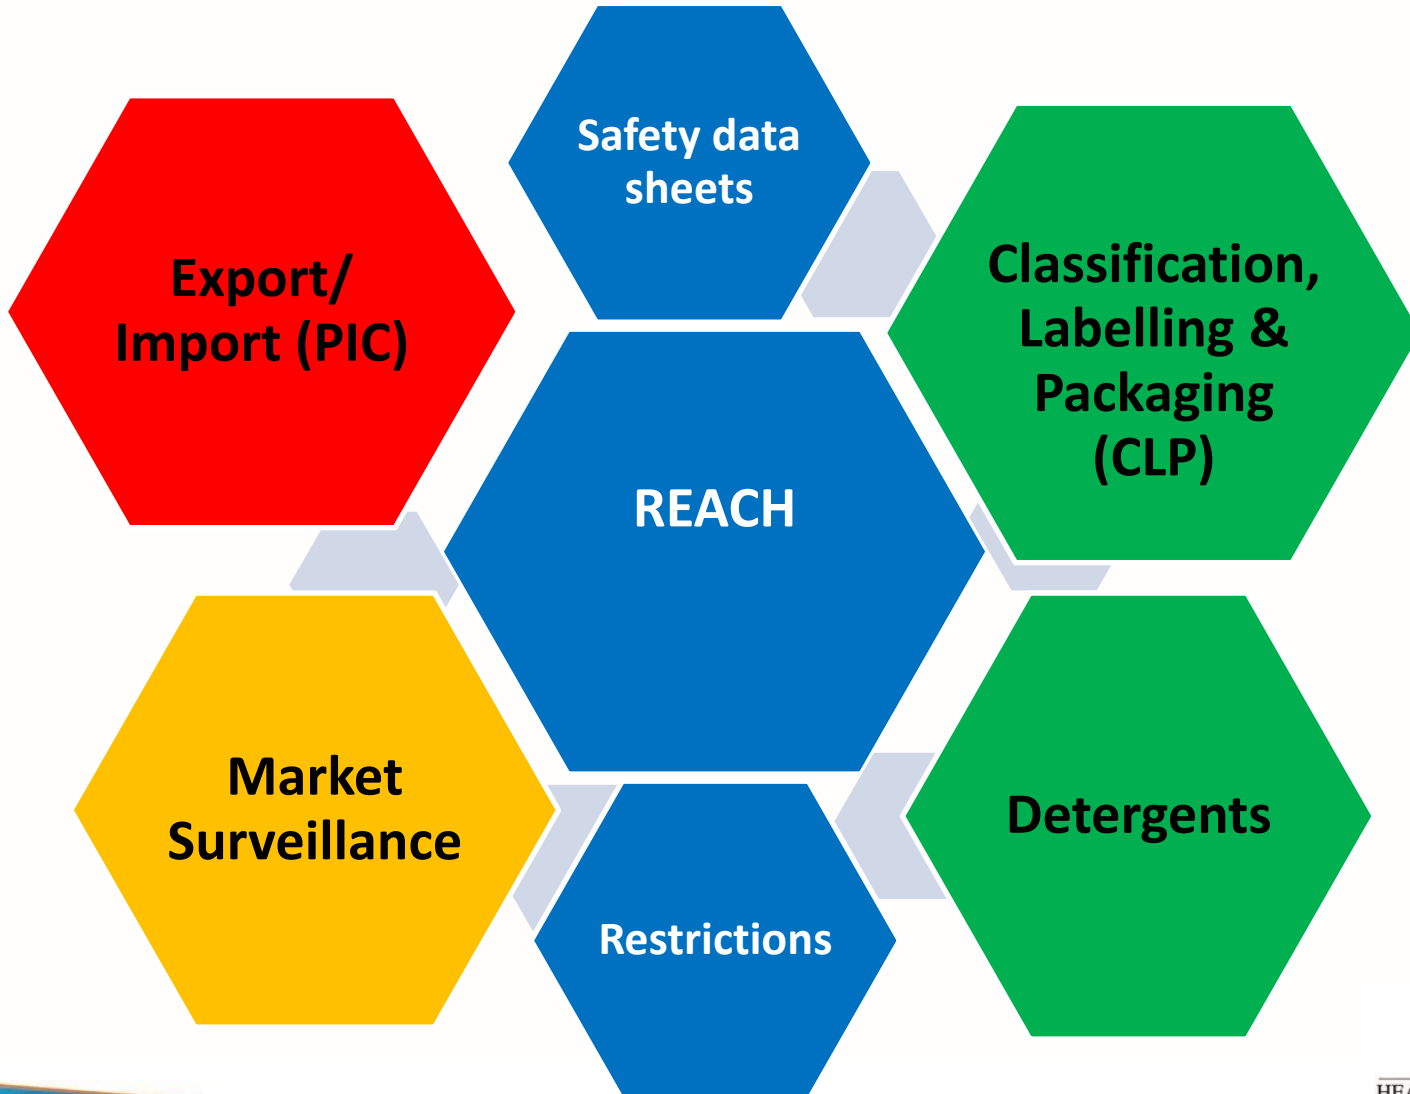 Safety data
sheets
Export/
Import (PIC)
Classification,
Labelling &
Packaging
(CLP)
REACH
Market
Surveillance
Detergents
Restrictions